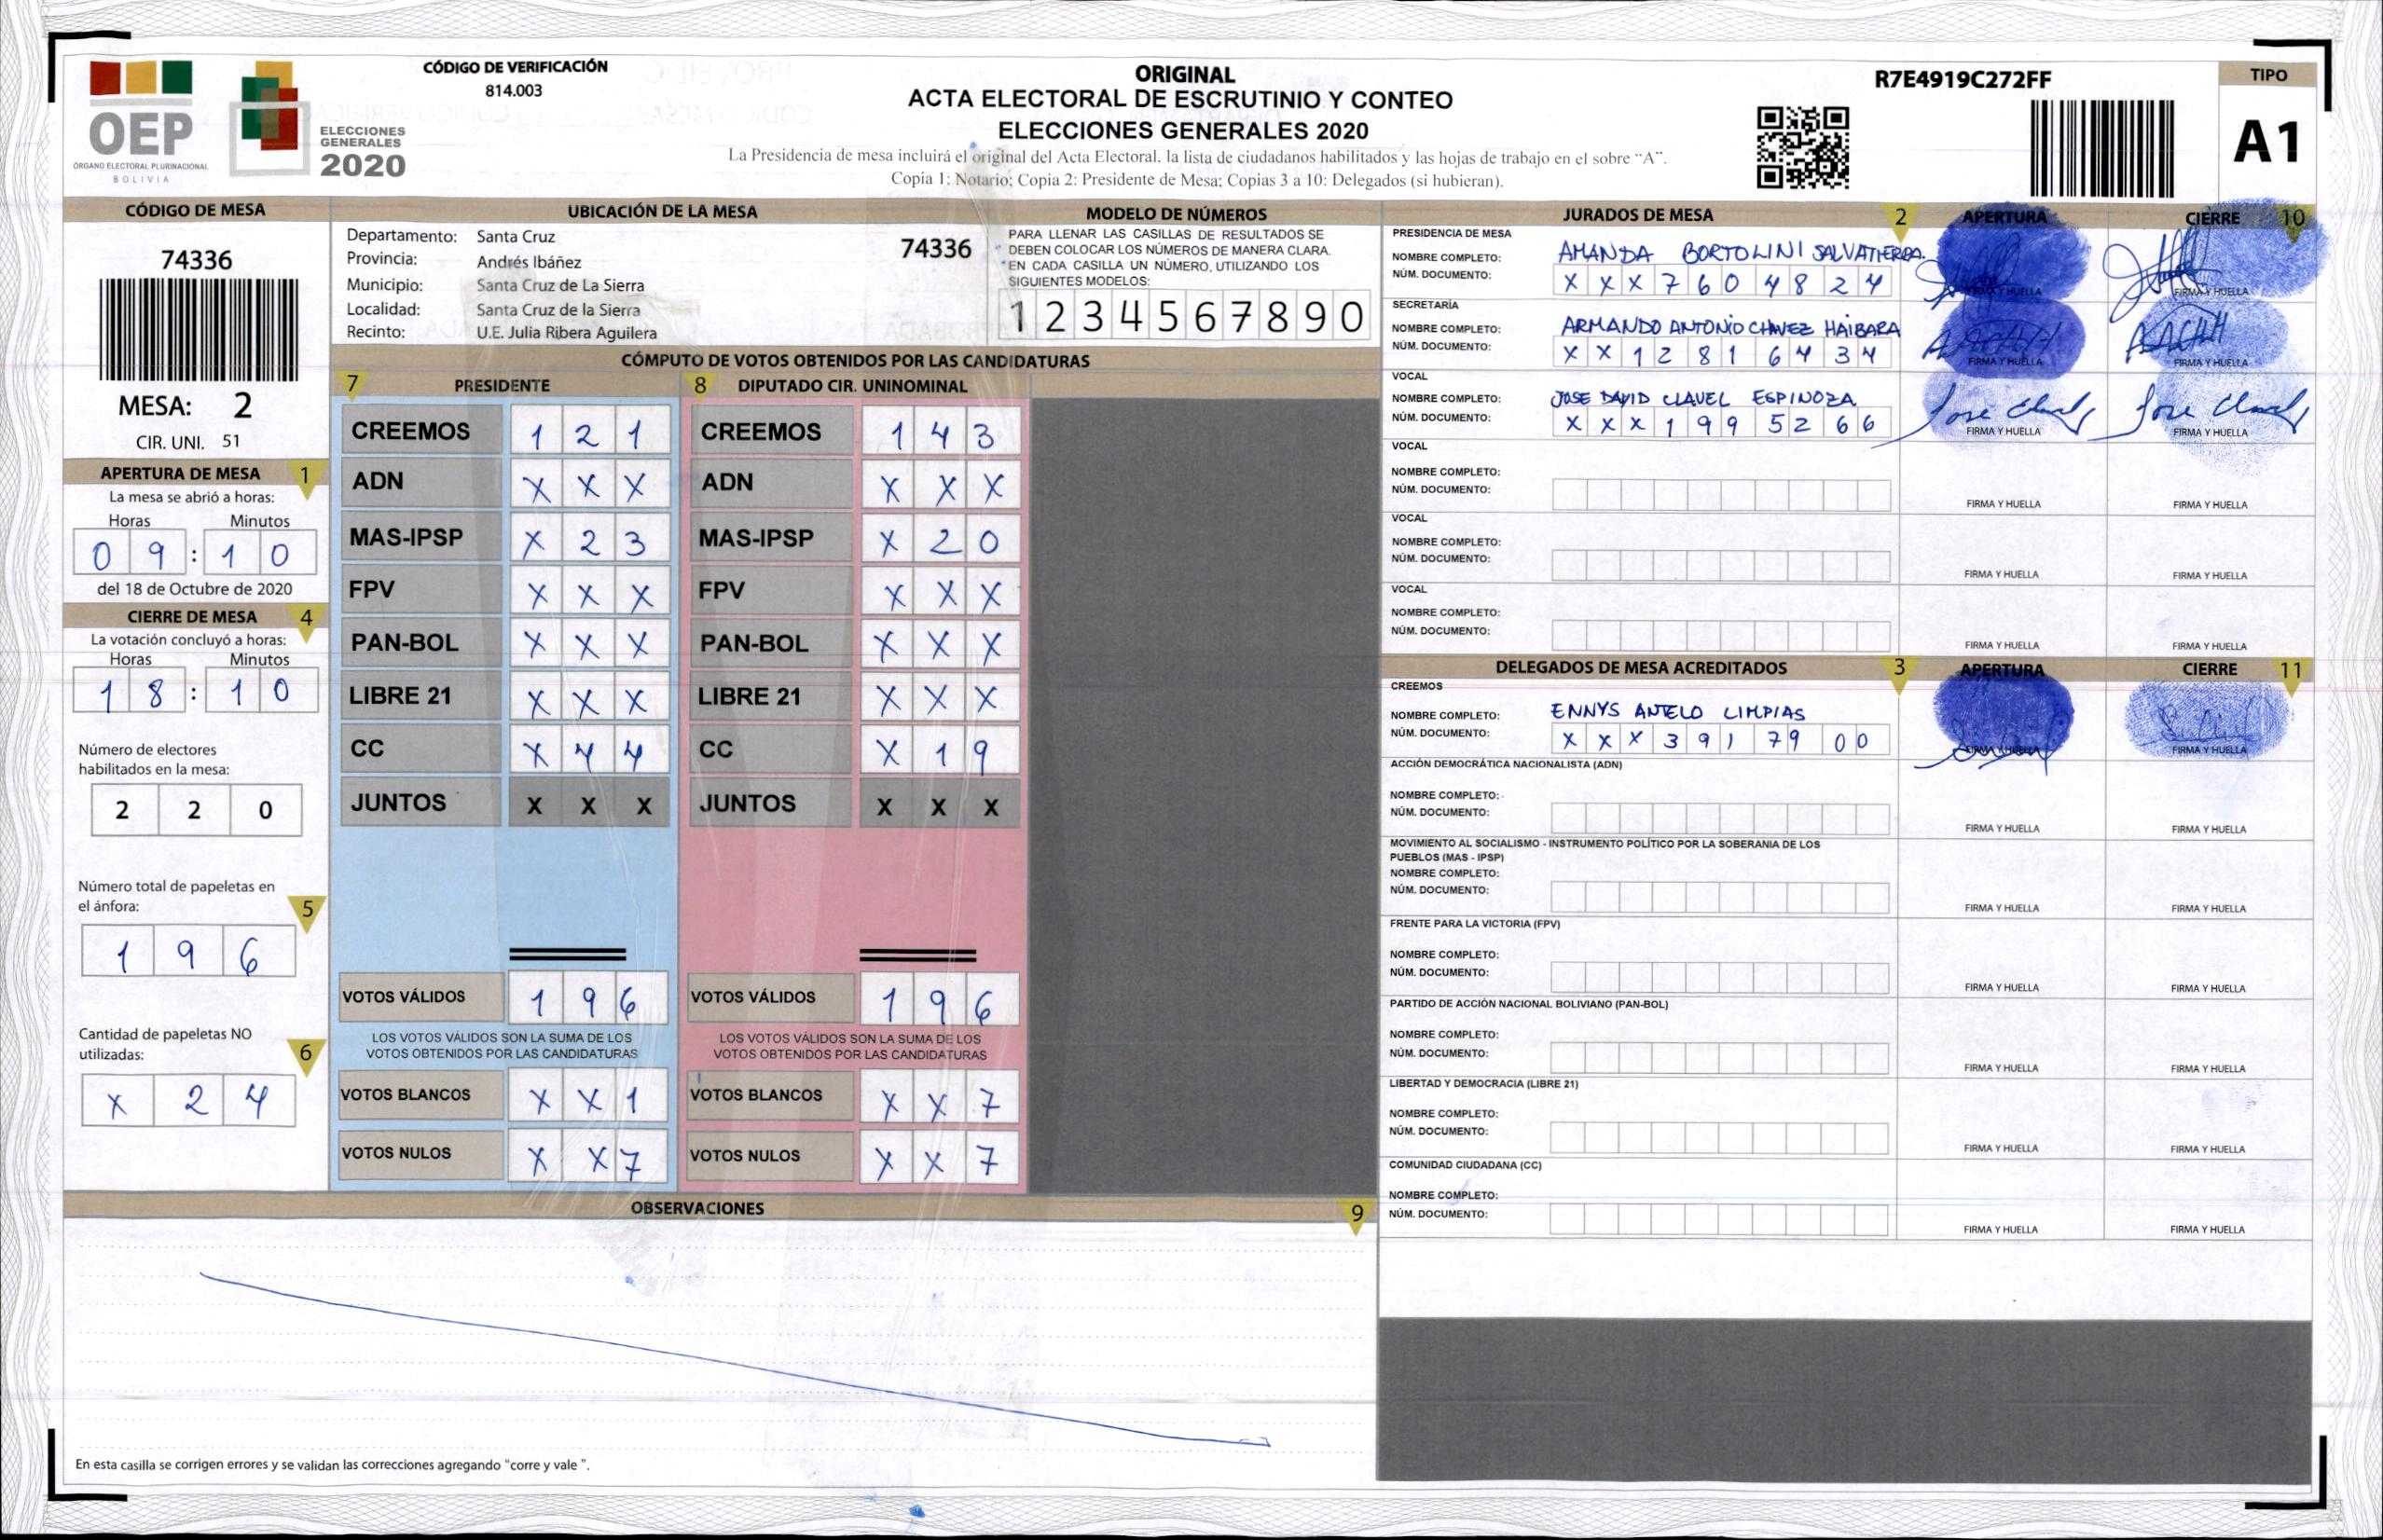 CÓDIGO DE VERIFICACIÓN
814.003
OEP
ÓRGANO ELECTORAL PLURINACIONAL
BOLIVIA
ELECCIONES
GENERALES
2020
ORIGINAL
ACTA ELECTORAL DE ESCRUTINIO Y CONTEO
ELECCIONES GENERALES 2020
La Presidencia de mesa incluirá el original del Acta Electoral. la lista de ciudadanos habilitados y las hojas de trabajo en el sobre "A".
Copia 1: Notario; Copia 2: Presidente de Mesa; Copias 3 a 10: Delegados (si hubieran).
R7E4919C272FF
TIPO
A1
CÓDIGO DE MESA
74336
MESA: 2
CIR. UNI. 51
APERTURA DE MESA 1
La mesa se abrió a horas:
Horas Minutos
0 9 : 1 0
del 18 de Octubre de 2020
CIERRE DE MESA 4
La votación concluyó a horas:
Horas Minutos
1 8 : 1 0
Número de electores
habilitados en la mesa:
2 2 0
Número total de papeletas en
el ánfora:
5
1 9 6
Cantidad de papeletas NO
utilizadas:
6
X 2 4
UBICACIÓN DE LA MESA
Departamento: Santa Cruz
Provincia: Andrés Ibáñez
Municipio: Santa Cruz de La Sierra
Localidad: Santa Cruz de la Sierra
Recinto: U.E. Julia Ribera Aguilera
74336
MODELO DE NÚMEROS
PARA LLENAR LAS CASILLAS DE RESULTADOS SE
DEBEN COLOCAR LOS NÚMEROS DE MANERA CLARA.
EN CADA CASILLA UN NÚMERO, UTILIZANDO LOS
SIGUIENTES MODELOS:
1 2 3 4 5 6 7 8 9 0
CÓMPUTO DE VOTOS OBTENIDOS POR LAS CANDIDATURAS
7 PRESIDENTE
CREEMOS 1 2 1
ADN X X X
MAS-IPSP X 2 3
FPV X X X
PAN-BOL X X X
LIBRE 21 X X X
CC X 4 4
JUNTOS X X X
VOTOS VÁLIDOS 1 9 6
LOS VOTOS VÁLIDOS SON LA SUMA DE LOS
VOTOS OBTENIDOS POR LAS CANDIDATURAS
VOTOS BLANCOS X X 1
VOTOS NULOS X X 7
8 DIPUTADO CIR. UNINOMINAL
CREEMOS 1 4 3
ADN X X X
MAS-IPSP X 2 0
FPV X X X
PAN-BOL X X X
LIBRE 21 X X X
CC X 1 9
JUNTOS X X X
VOTOS VÁLIDOS 1 9 6
LOS VOTOS VÁLIDOS SON LA SUMA DE LOS
VOTOS OBTENIDOS POR LAS CANDIDATURAS
VOTOS BLANCOS X X 7
VOTOS NULOS X X 7
OBSERVACIONES 9
En esta casilla se corrigen errores y se validan las correcciones agregando "corre y vale ".
JURADOS DE MESA 2 APERTURA CIERRE 10
PRESIDENCIA DE MESA
NOMBRE COMPLETO: AMANDA BORTOLINI SALVATIERRA.
NÚM. DOCUMENTO: X X X 7 6 0 4 8 2 4
FIRMA Y HUELLA FIRMA Y HUELLA
SECRETARÍA
NOMBRE COMPLETO: ARMANDO ANTONIO CHAVEZ HAIBARA
NÚM. DOCUMENTO: X X 1 2 8 1 6 4 3 4
FIRMA Y HUELLA FIRMA Y HUELLA
VOCAL
NOMBRE COMPLETO: JOSE DAVID CLAVEL ESPINOZA
NÚM. DOCUMENTO: X X X 1 9 9 5 2 6 6
FIRMA Y HUELLA FIRMA Y HUELLA
VOCAL
NOMBRE COMPLETO:
NÚM. DOCUMENTO:
FIRMA Y HUELLA FIRMA Y HUELLA
VOCAL
NOMBRE COMPLETO:
NÚM. DOCUMENTO:
FIRMA Y HUELLA FIRMA Y HUELLA
VOCAL
NOMBRE COMPLETO:
NÚM. DOCUMENTO:
FIRMA Y HUELLA FIRMA Y HUELLA
DELEGADOS DE MESA ACREDITADOS 3 APERTURA CIERRE 11
CREEMOS
NOMBRE COMPLETO: ENNYS ANTELO LIMPIAS
NÚM. DOCUMENTO: X X X 3 9 1 7 9 0 0
FIRMA Y HUELLA FIRMA Y HUELLA
ACCIÓN DEMOCRÁTICA NACIONALISTA (ADN)
NOMBRE COMPLETO:
NÚM. DOCUMENTO:
FIRMA Y HUELLA FIRMA Y HUELLA
MOVIMIENTO AL SOCIALISMO - INSTRUMENTO POLÍTICO POR LA SOBERANIA DE LOS
PUEBLOS (MAS - IPSP)
NOMBRE COMPLETO:
NÚM. DOCUMENTO:
FIRMA Y HUELLA FIRMA Y HUELLA
FRENTE PARA LA VICTORIA (FPV)
NOMBRE COMPLETO:
NÚM. DOCUMENTO:
FIRMA Y HUELLA FIRMA Y HUELLA
PARTIDO DE ACCIÓN NACIONAL BOLIVIANO (PAN-BOL)
NOMBRE COMPLETO:
NÚM. DOCUMENTO:
FIRMA Y HUELLA FIRMA Y HUELLA
LIBERTAD Y DEMOCRACIA (LIBRE 21)
NOMBRE COMPLETO:
NÚM. DOCUMENTO:
FIRMA Y HUELLA FIRMA Y HUELLA
COMUNIDAD CIUDADANA (CC)
NOMBRE COMPLETO:
NÚM. DOCUMENTO:
FIRMA Y HUELLA FIRMA Y HUELLA